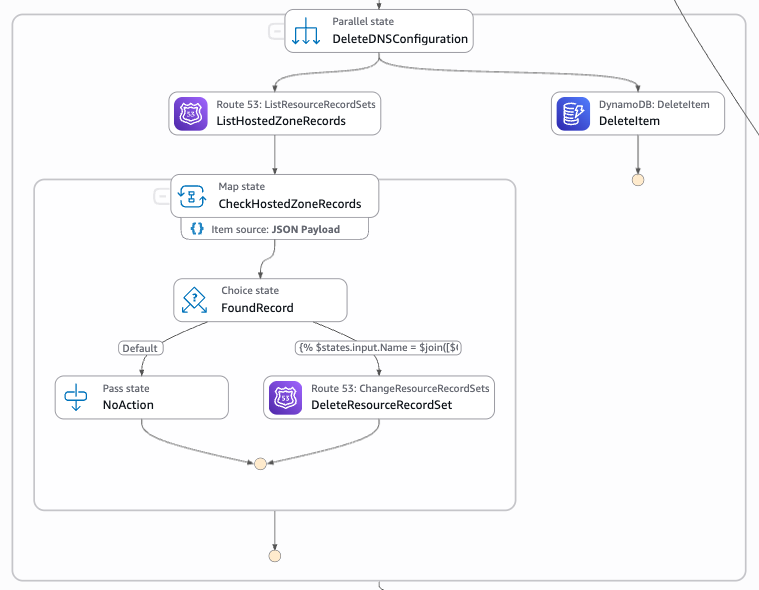 Parallel state
DeleteDNSConfiguration
Route 53: ListResourceRecordSets
ListHostedZoneRecords
DynamoDB: DeleteItem
DeleteItem
Map state
CheckHostedZoneRecords
{} Item source: JSON Payload
Choice state
FoundRecord
Default
{% $states.input.Name = $join([$
Pass state
NoAction
Route 53: ChangeResourceRecordSets
DeleteResourceRecordSet